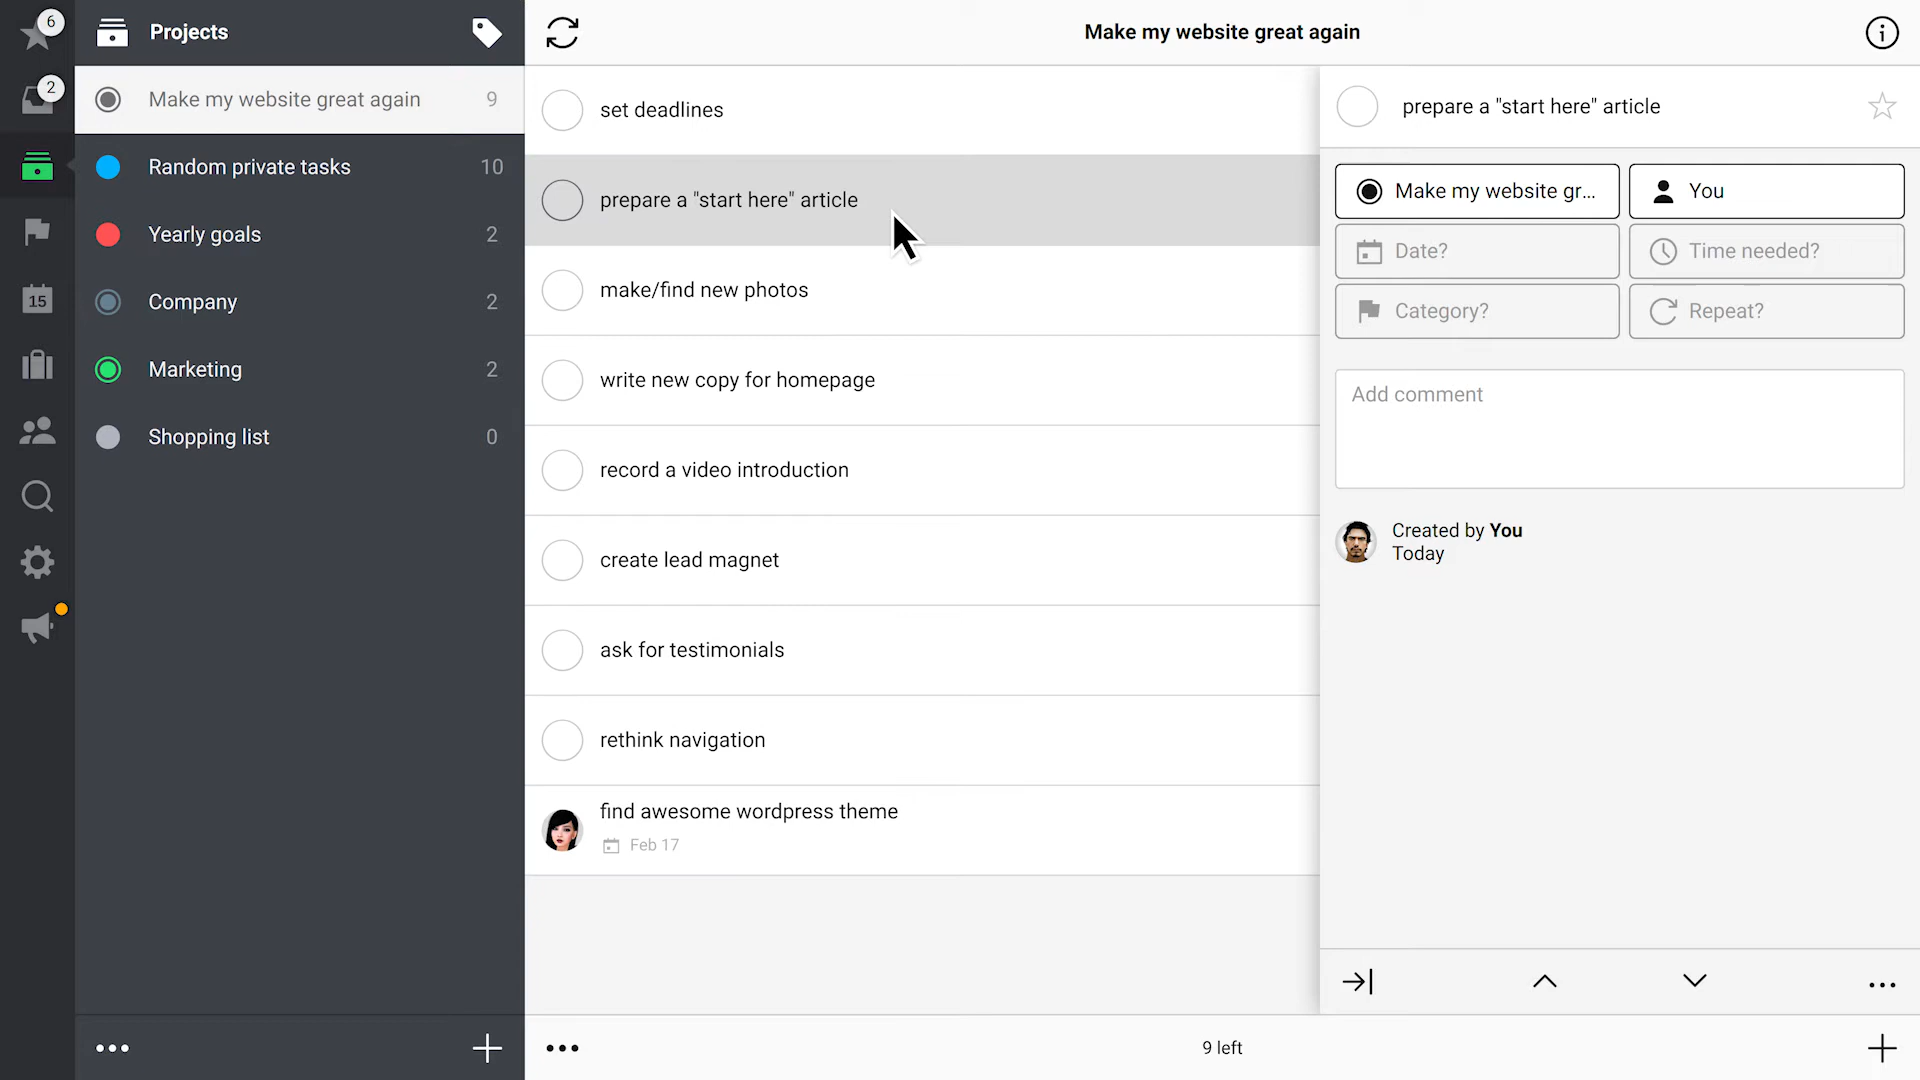 6
2
15
Projects
Make my website great again 9
Random private tasks 10
Yearly goals 2
Company 2
Marketing 2
Shopping list 0
Make my website great again
set deadlines
prepare a "start here" article
make/find new photos
write new copy for homepage
record a video introduction
create lead magnet
ask for testimonials
rethink navigation
find awesome wordpress theme
Feb 17
9 left
prepare a "start here" article
Make my website gr... You
Date? Time needed?
Category? Repeat?
Add comment
Created by You
Today